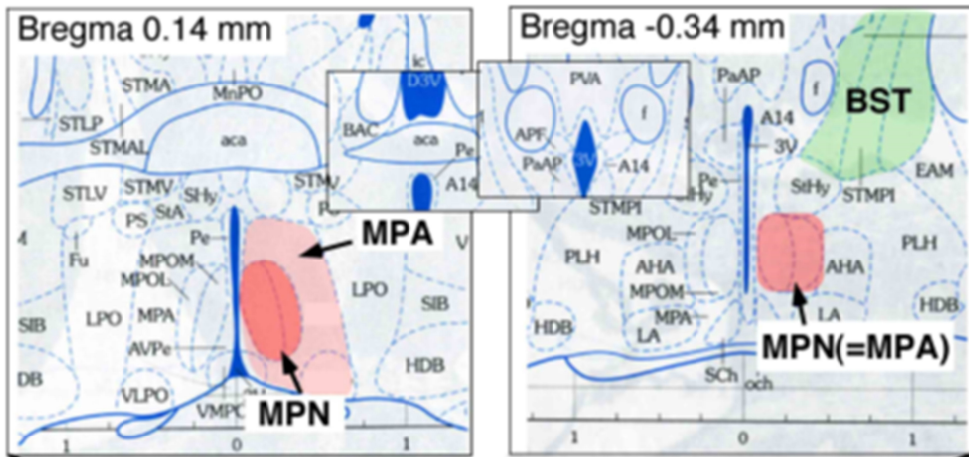 Bregma 0.14 mm
ic
D3V
STMA
MnPO
STLP
BAC
aca
aca
STMAL
Pe
STMV
STLV
SHy
STMV
A14
PS
StA
Pe
MPA
Fu
MPOM
MPOL
LPO
MPA
LPO
SIB
SIB
AVPe
HDB
DB
VLPO
VMPO
MPN
1
0
1
PVA
f
APF
PaAP
3V
A14
Bregma -0.34 mm
PaAP
f
BST
A14
3V
Pe
EAM
StHy
STMPI
STMPI
MPOL
PLH
PLH
AHA
AHA
MPOM
HDB
MPA
LA
LA
HDB
MPN(=MPA)
SCh
och
1
0
1